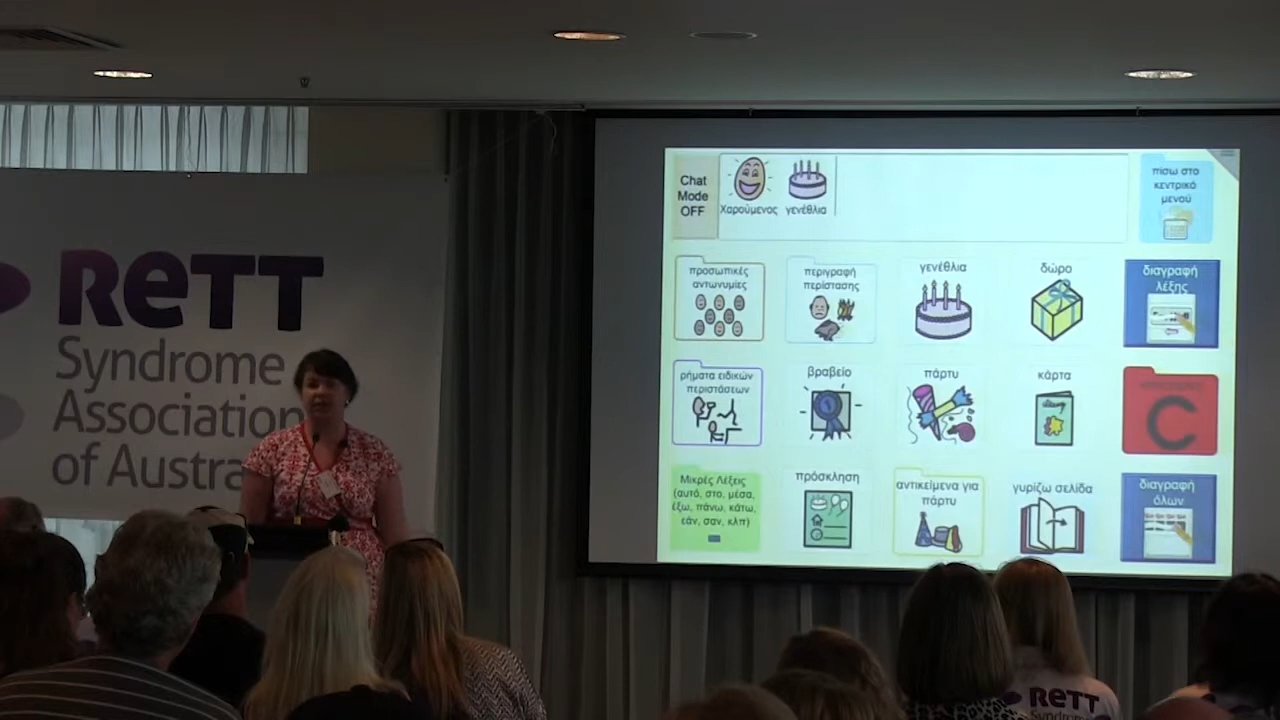 RETT
Syndrome
Association
of Austra
Chat
Mode
OFF
Χαρούμενος
γενέθλια
πίσω στο
κεντρικό
μενού
προσωπικές
αντωνυμίες
περιγραφή
περίστασης
γενέθλια
δώρο
διαγραφή
λέξης
ρήματα ειδικών
περιστάσεων
βραβείο
πάρτυ
κάρτα
C
Μικρές Λέξεις
(αυτό, στο, μέσα,
έξω, πάνω, κάτω,
εάν, σαν, κλπ)
πρόσκληση
αντικείμενα για
πάρτυ
γυρίζω σελίδα
διαγραφή
όλων
RETT
Syndrome